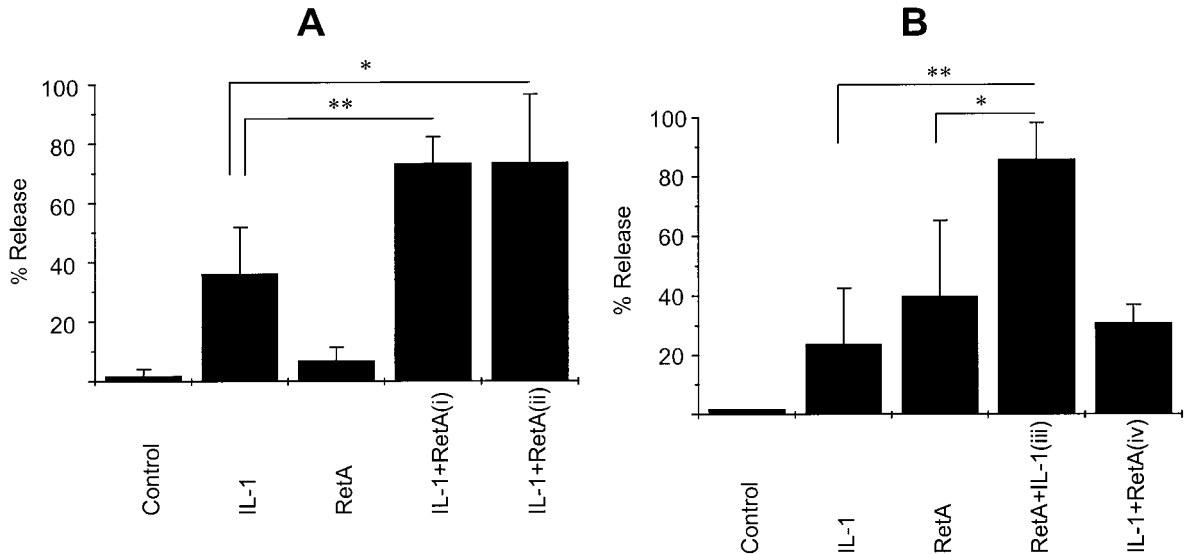 A
*
**
100
80
60
40
20
% Release
Control
IL-1
RetA
IL-1+RetA(i)
IL-1+RetA(ii)
B
**
*
100
80
60
40
20
% Release
Control
IL-1
RetA
RetA+IL-1(iii)
IL-1+RetA(iv)